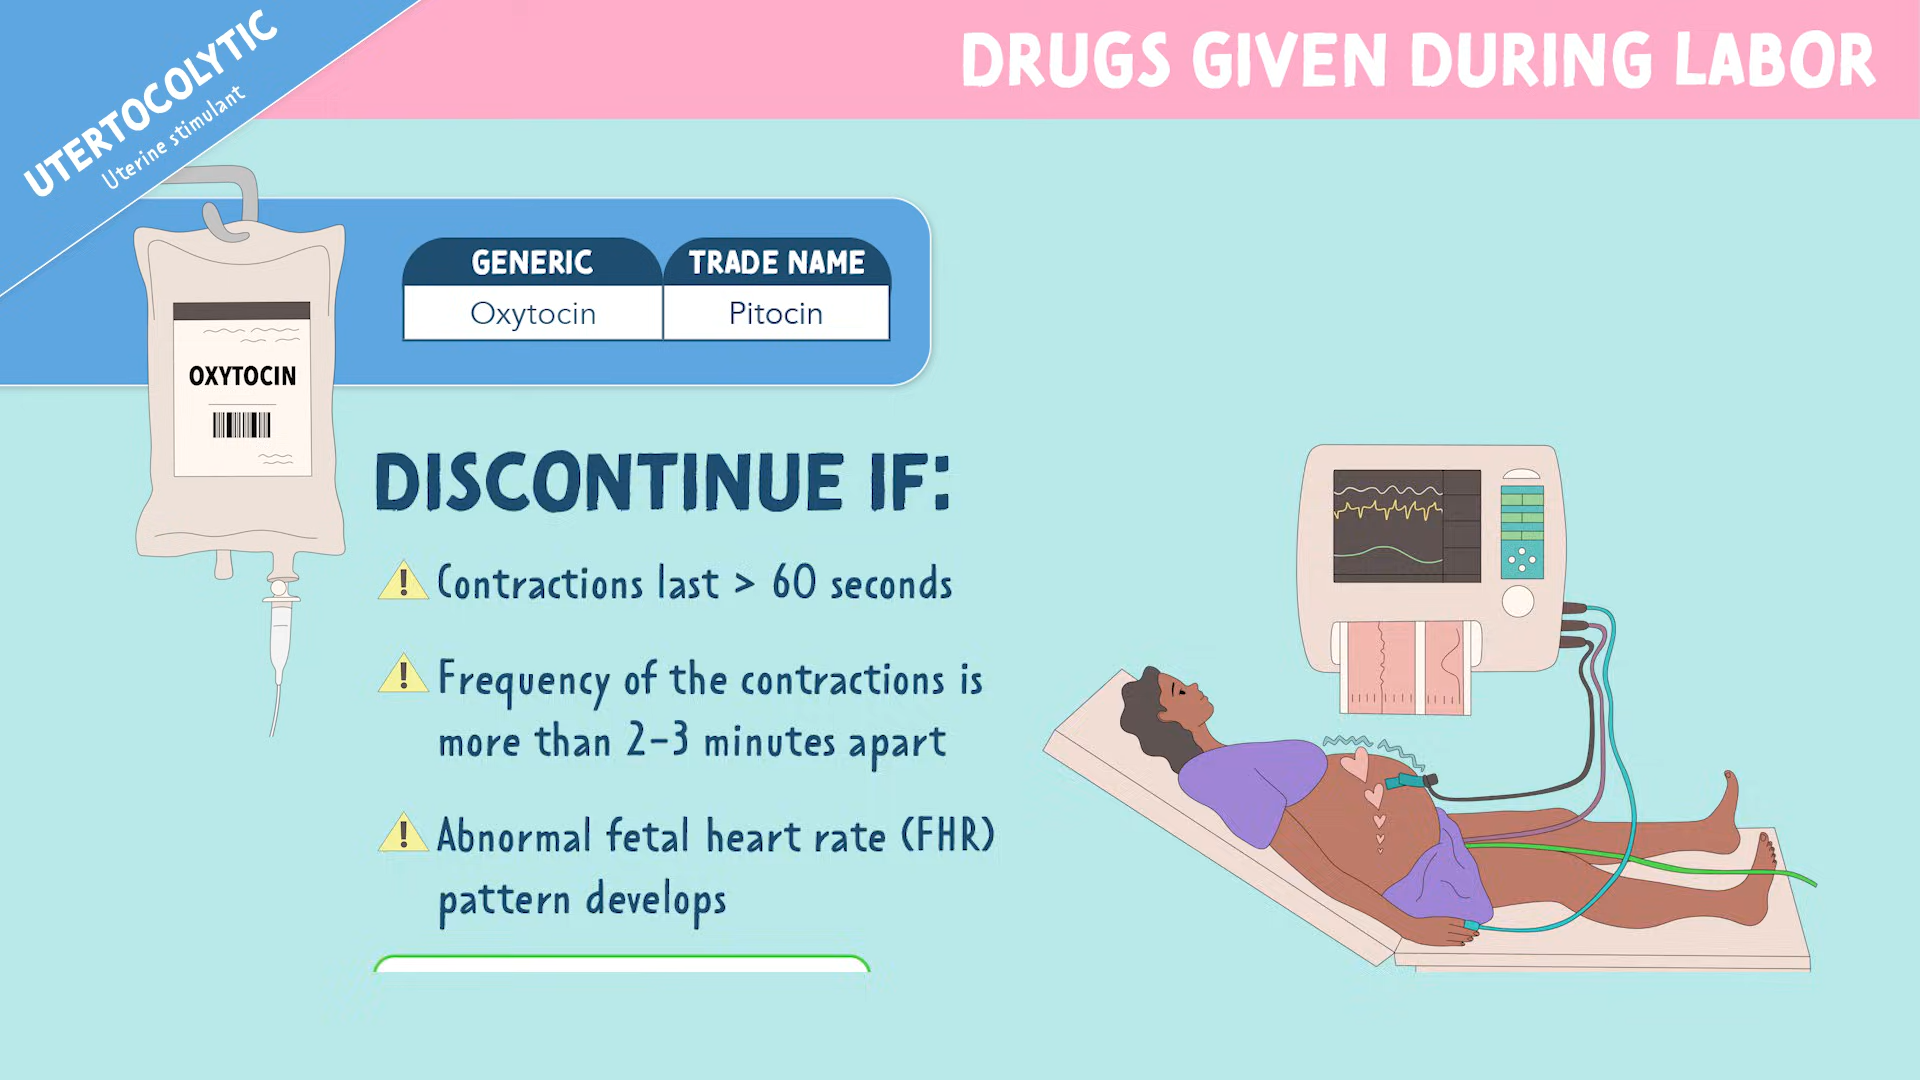 UTERTOCOLYTIC
Uterine stimulant
DRUGS GIVEN DURING LABOR
GENERIC
TRADE NAME
Oxytocin
Pitocin
OXYTOCIN
DISCONTINUE IF:
Contractions last > 60 seconds
Frequency of the contractions is
more than 2-3 minutes apart
Abnormal fetal heart rate (FHR)
pattern develops